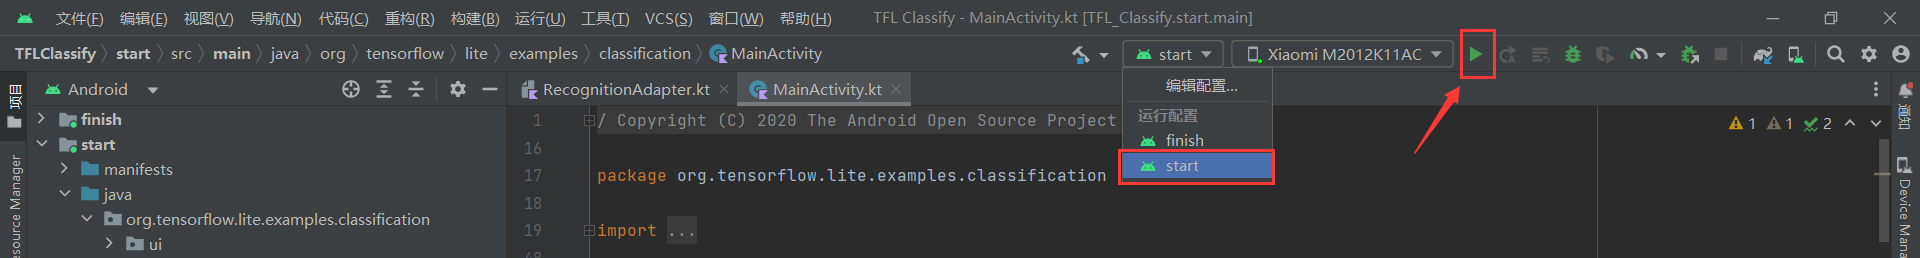 文件(F) 编辑(E) 视图(V) 导航(N) 代码(C) 重构(R) 构建(B) 运行(U) 工具(T) VCS(S) 窗口(W) 帮助(H) TFL Classify - MainActivity.kt [TFL_Classify.start.main]
TFLClassify start src main java org tensorflow lite examples classification MainActivity start Xiaomi M2012K11AC
项目 Android RecognitionAdapter.kt MainActivity.kt 编辑配置... 通知
finish 1 / Copyright (C) 2020 The Android Open Source Project 运行配置 1 1 2
start 16 finish
manifests 17 package org.tensorflow.lite.examples.classification start
java 18
org.tensorflow.lite.examples.classification 19 import ...
ui
esource Manager
Device Mana